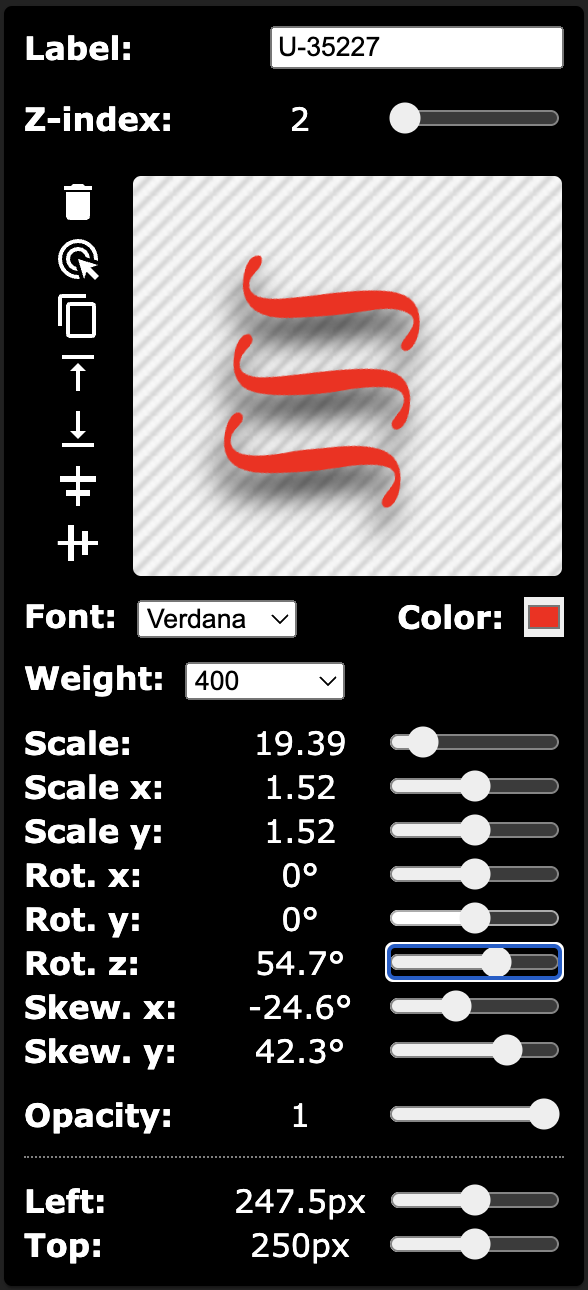 Label: U-35227
Z-index: 2
Font: Verdana Color:
Weight: 400
Scale: 19.39
Scale x: 1.52
Scale y: 1.52
Rot. x: 0°
Rot. y: 0°
Rot. z: 54.7°
Skew. x: -24.6°
Skew. y: 42.3°
Opacity: 1
Left: 247.5px
Top: 250px